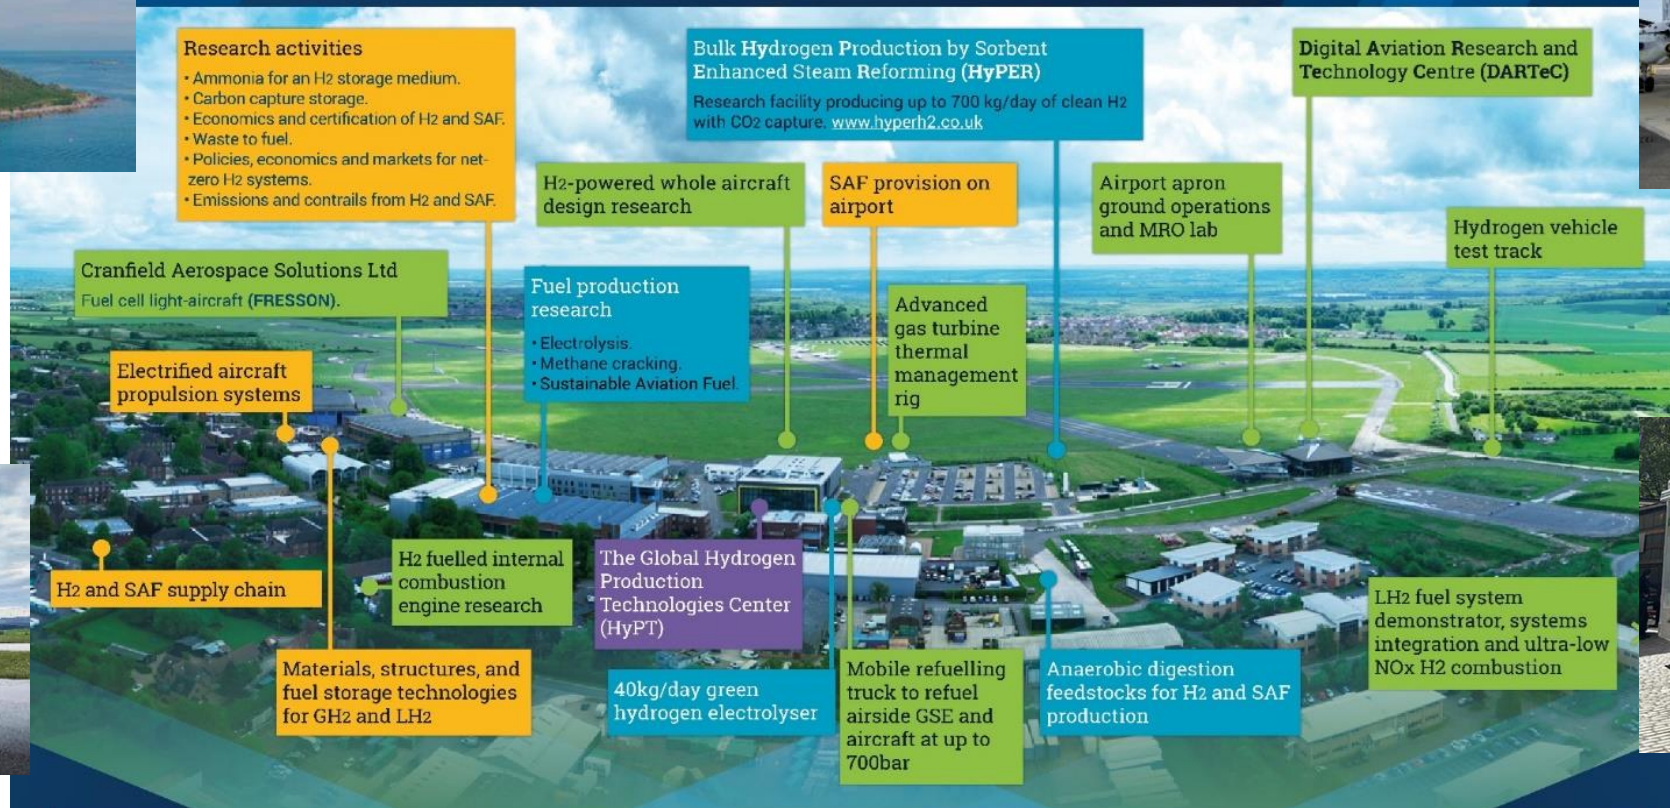 Research activities
• Ammonia for an H2 storage medium.
• Carbon capture storage.
• Economics and certification of H2 and SAF.
• Waste to fuel.
• Policies, economics and markets for net-
zero H2 systems.
• Emissions and contrails from H2 and SAF.
Bulk Hydrogen Production by Sorbent
Enhanced Steam Reforming (HyPER)
Research facility producing up to 700 kg/day of clean H2
with CO2 capture. www.hyperh2.co.uk
Digital Aviation Research and
Technology Centre (DARTeC)
H2-powered whole aircraft
design research
SAF provision on
airport
Airport apron
ground operations
and MRO lab
Hydrogen vehicle
test track
Cranfield Aerospace Solutions Ltd
Fuel cell light-aircraft (FRESSON).
Fuel production
research
• Electrolysis.
• Methane cracking.
• Sustainable Aviation Fuel.
Advanced
gas turbine
thermal
management
rig
Electrified aircraft
propulsion systems
H2 and SAF supply chain
H2 fuelled internal
combustion
engine research
The Global Hydrogen
Production
Technologies Center
(HyPT)
LH2 fuel system
demonstrator, systems
integration and ultra-low
NOx H2 combustion
Materials, structures, and
fuel storage technologies
for GH2 and LH2
40kg/day green
hydrogen electrolyser
Mobile refuelling
truck to refuel
airside GSE and
aircraft at up to
700bar
Anaerobic digestion
feedstocks for H2 and SAF
production